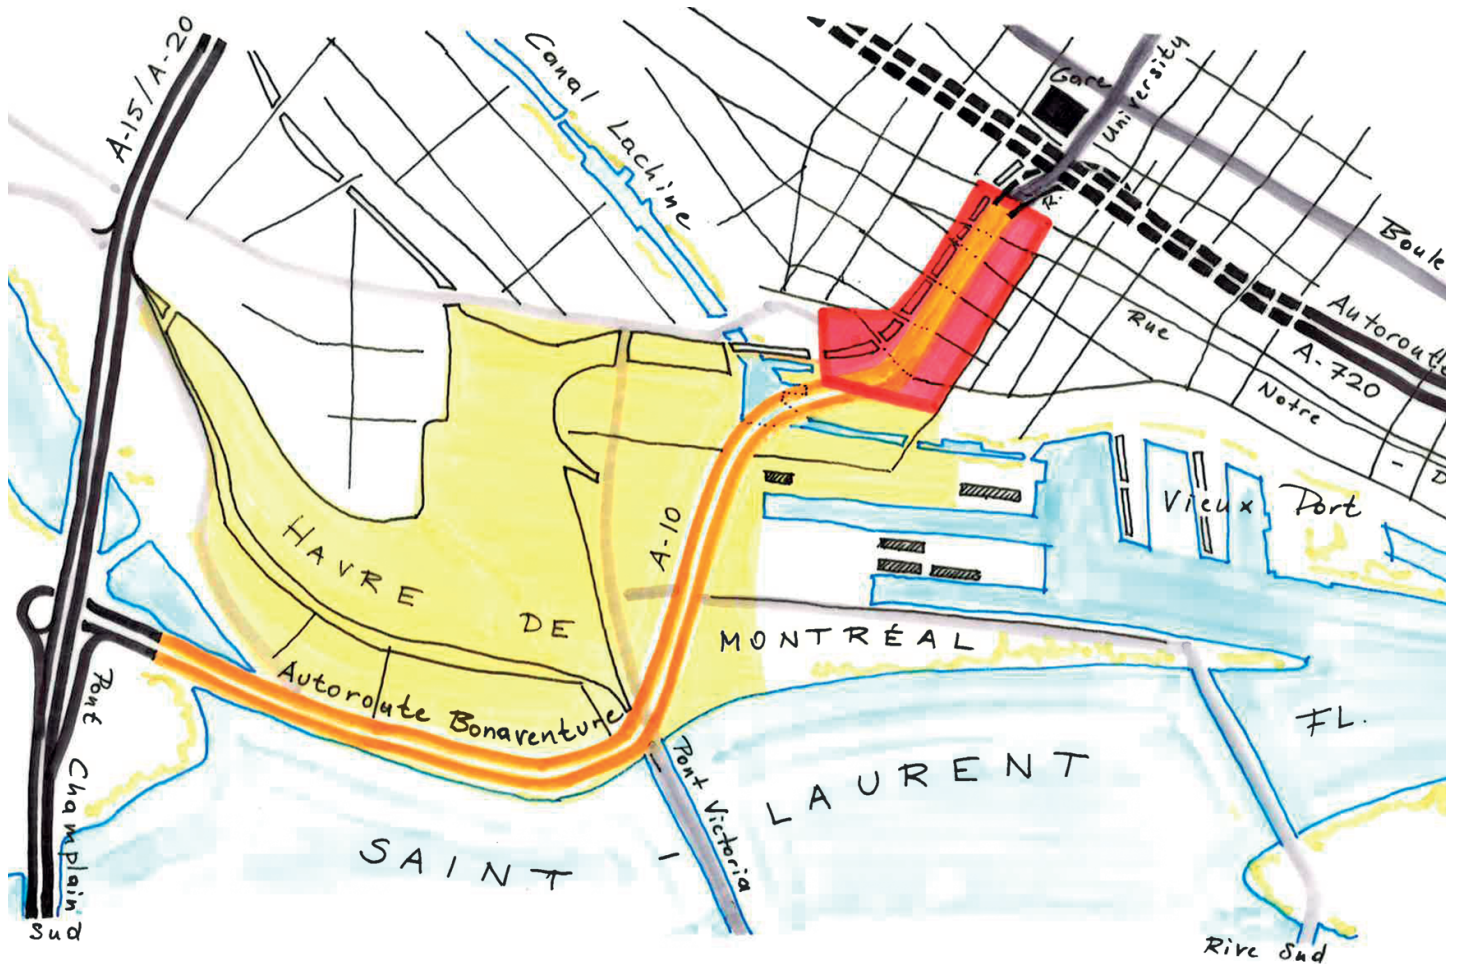 A-15/A-20
Canal Lachine
Gare
University
Boule
Autoroute
A-720
Rue
Notre
- D
R.
Vieux Port
A-10
HAVRE
DE
MONTRÉAL
Autoroute Bonaventure
Pont Champlain
Sud
Pont Victoria
SAINT
-
LAURENT
FL.
Rive Sud